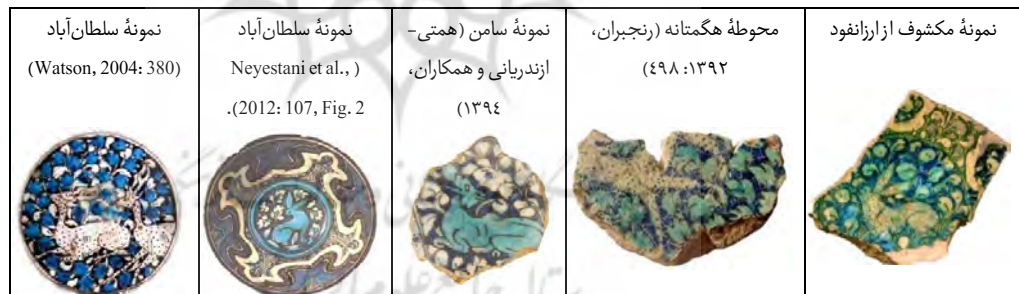 نمونهٔ مکشوف از ارزانفود
محوطهٔ هگمتانه (رنجبران،
۱۳۹۲: ۴۹۸)
نمونهٔ سامن (همتی-
ازندریانی و همکاران،
۱۳۹٤)
نمونهٔ سلطان‌آباد
( Neyestani et al.,
2012: 107, Fig. 2).
نمونهٔ سلطان‌آباد
(Watson, 2004: 380)